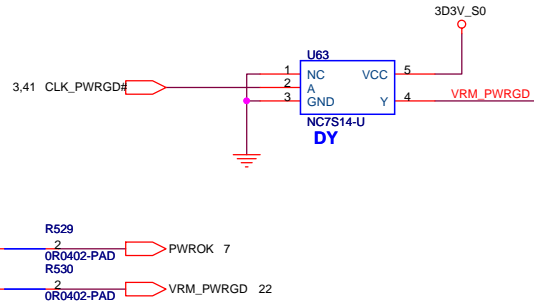 3D3V_S0
U63
1 NC VCC 5
3,41 CLK_PWRGD# 2 A
3 GND Y 4 VRM_PWRGD
NC7S14-U
DY
R529
2 PWROK 7
0R0402-PAD
R530
2 VRM_PWRGD 22
0R0402-PAD